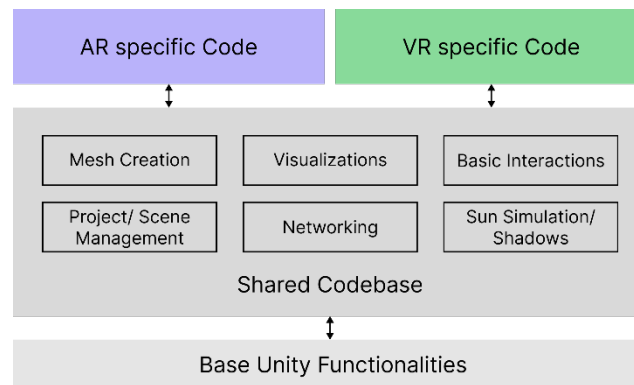 AR specific Code
VR specific Code
Mesh Creation
Visualizations
Basic Interactions
Project/ Scene
Management
Networking
Sun Simulation/
Shadows
Shared Codebase
Base Unity Functionalities